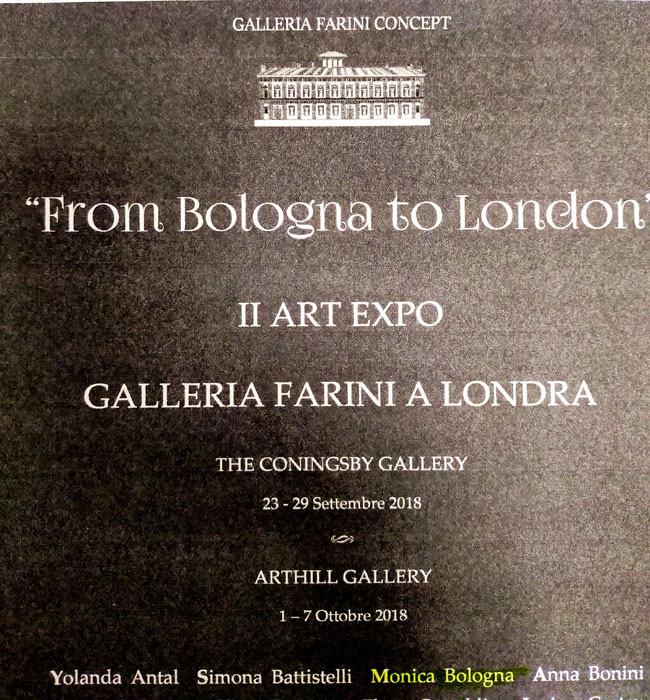 GALLERIA FARINI CONCEPT
“From Bologna to London”
II ART EXPO
GALLERIA FARINI A LONDRA
THE CONINGSBY GALLERY
23 - 29 Settembre 2018
ARTHILL GALLERY
1 – 7 Ottobre 2018
Yolanda Antal Simona Battistelli Monica Bologna Anna Bonini